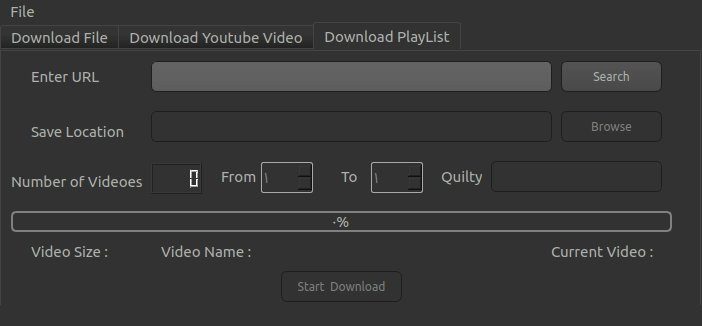 File
Download File Download Youtube Video Download PlayList
Enter URL Search
Save Location Browse
Number of Videoes 0 From \ To \ Quilty
·%
Video Size : Video Name : Current Video :
Start Download